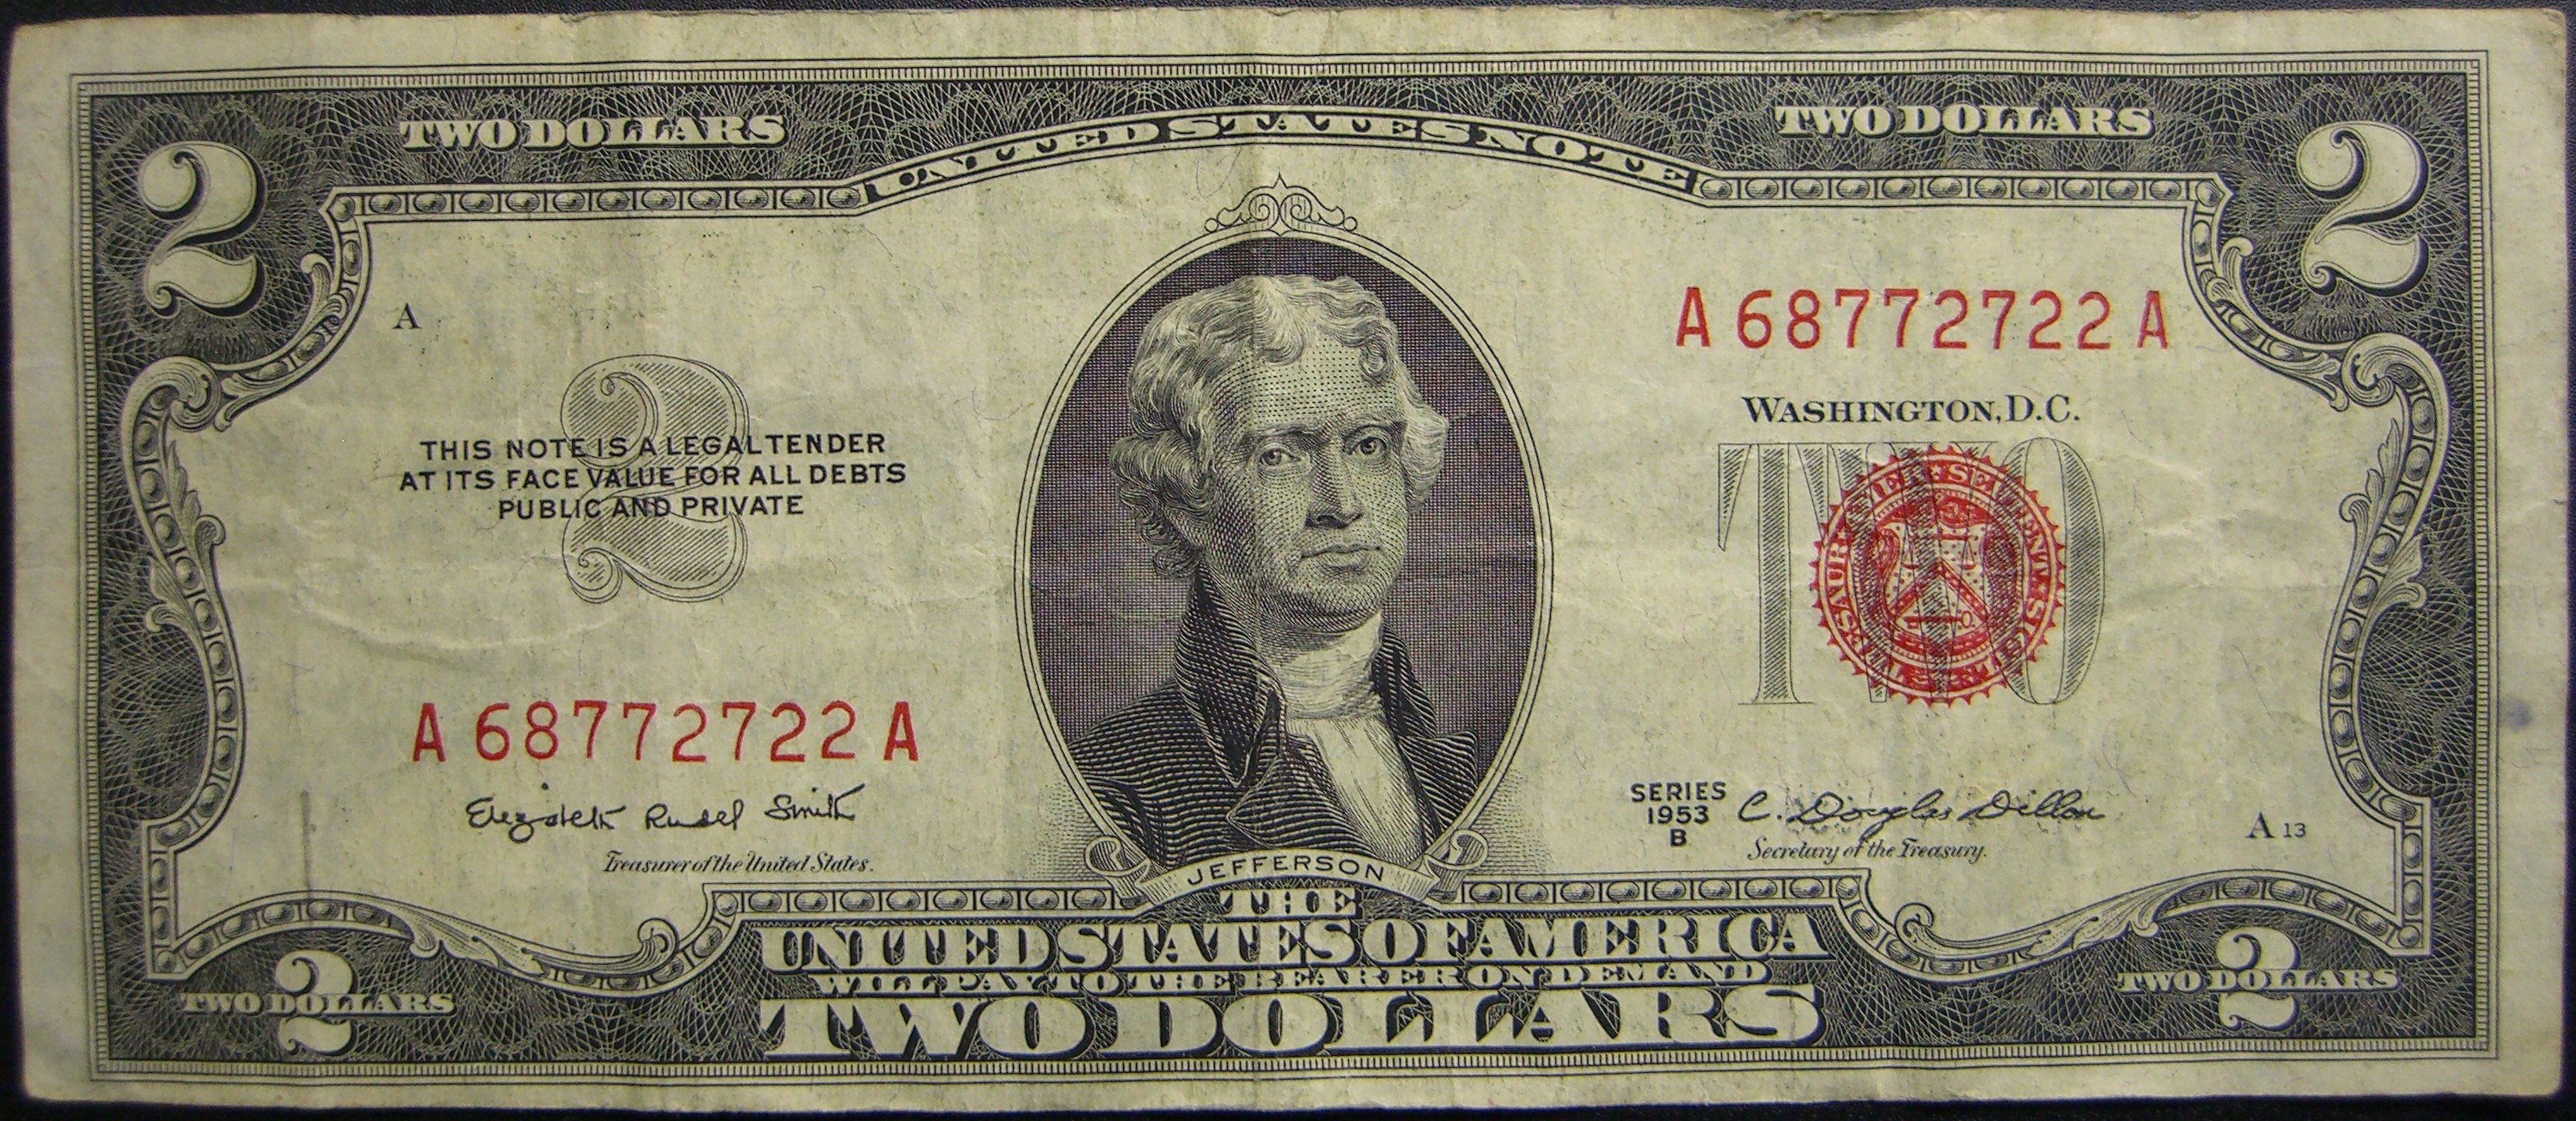 TWO DOLLARS
UNITED STATES NOTE
TWO DOLLARS
2
2
A
A 68772722 A
WASHINGTON, D.C.
2
THIS NOTE IS A LEGAL TENDER
AT ITS FACE VALUE FOR ALL DEBTS
PUBLIC AND PRIVATE
TWO
A 68772722 A
Elizabeth Rudel Smith
Treasurer of the United States.
SERIES
1953
B
C. Douglas Dillon
Secretary of the Treasury.
A 13
JEFFERSON
THE
UNITED STATES OF AMERICA
WILL PAY TO THE BEARER ON DEMAND
TWO DOLLARS
2
TWO DOLLARS
2
TWO DOLLARS